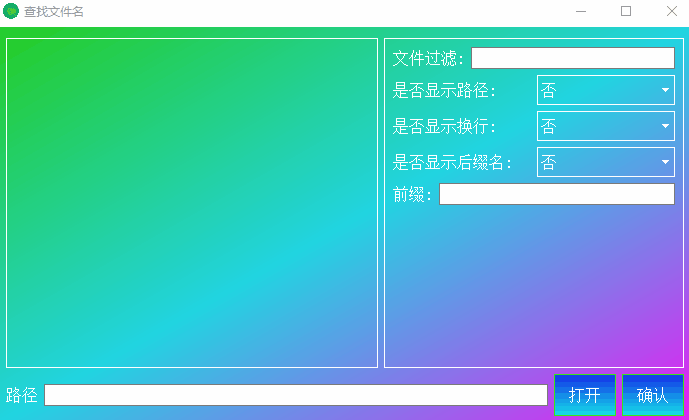 查找文件名
文件过滤：
是否显示路径： 否
是否显示换行： 否
是否显示后缀名： 否
前缀：
路径 打开 确认